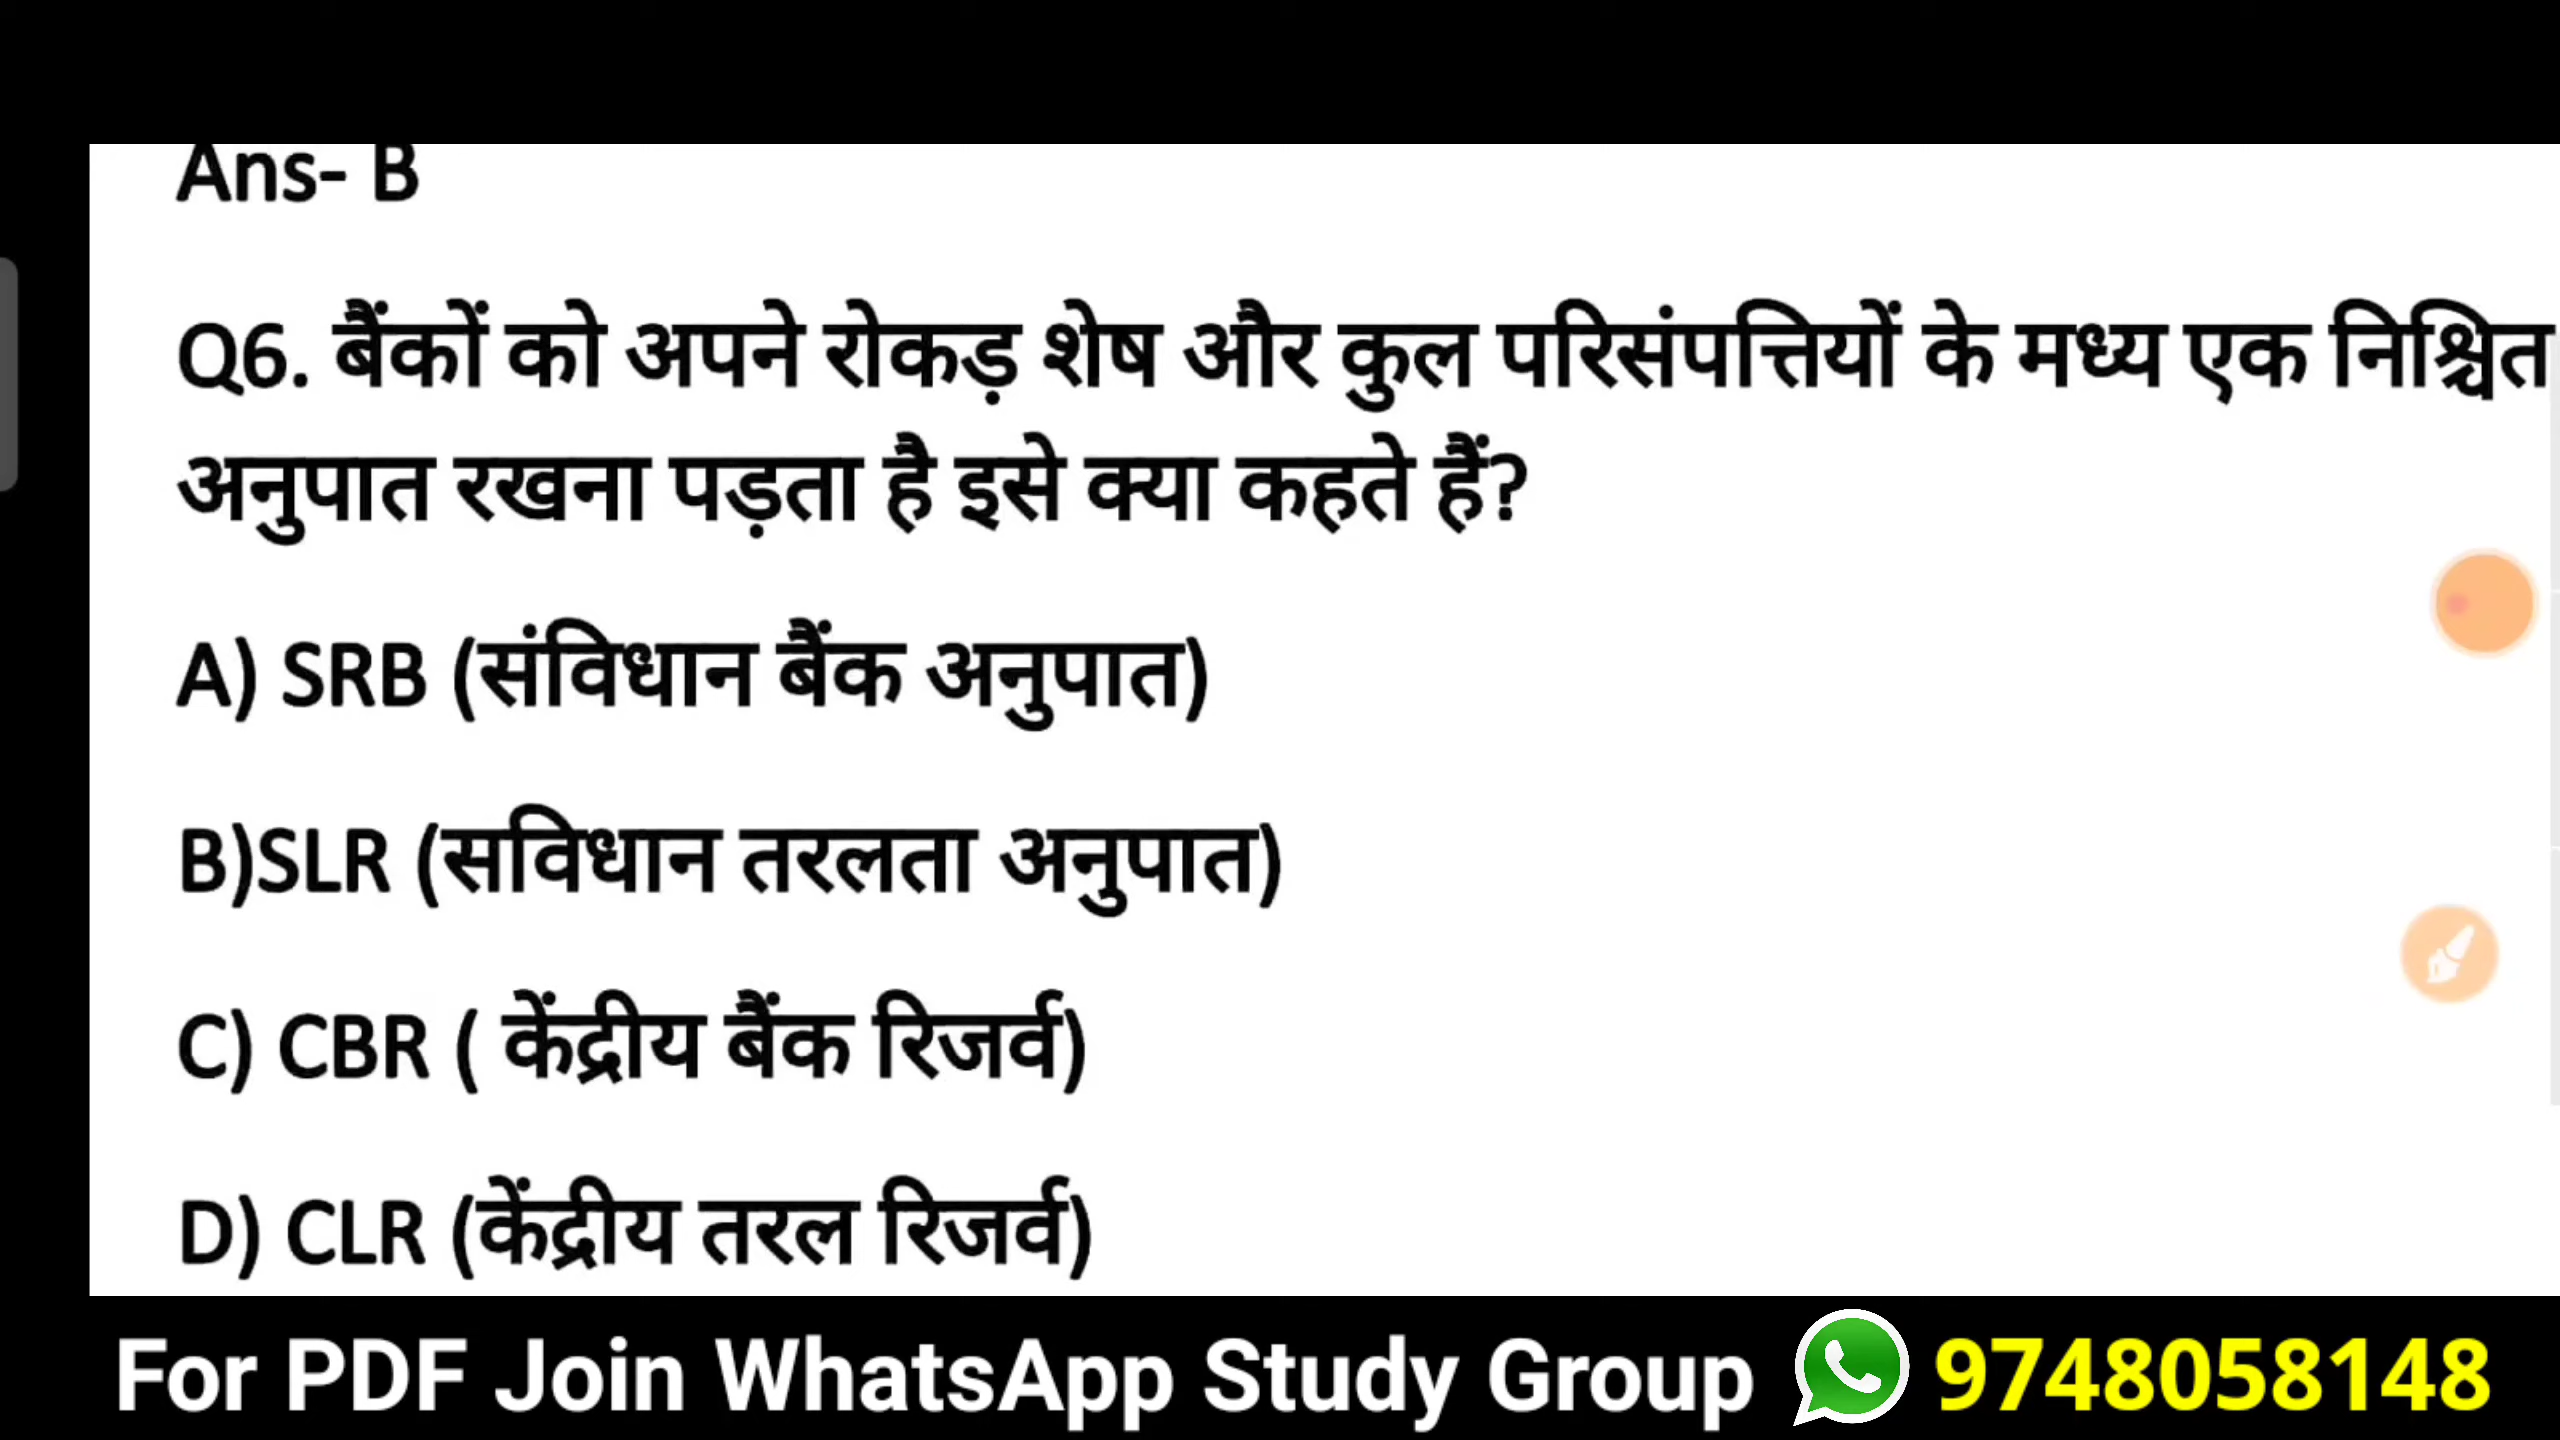 Ans- B
Q6. बैंकों को अपने रोकड़ शेष और कुल परिसंपत्तियों के मध्य एक निश्चित
अनुपात रखना पड़ता है इसे क्या कहते हैं?
A) SRB (संविधान बैंक अनुपात)
B)SLR (सविधान तरलता अनुपात)
C) CBR ( केंद्रीय बैंक रिजर्व)
D) CLR (केंद्रीय तरल रिजर्व)
For PDF Join WhatsApp Study Group 9748058148